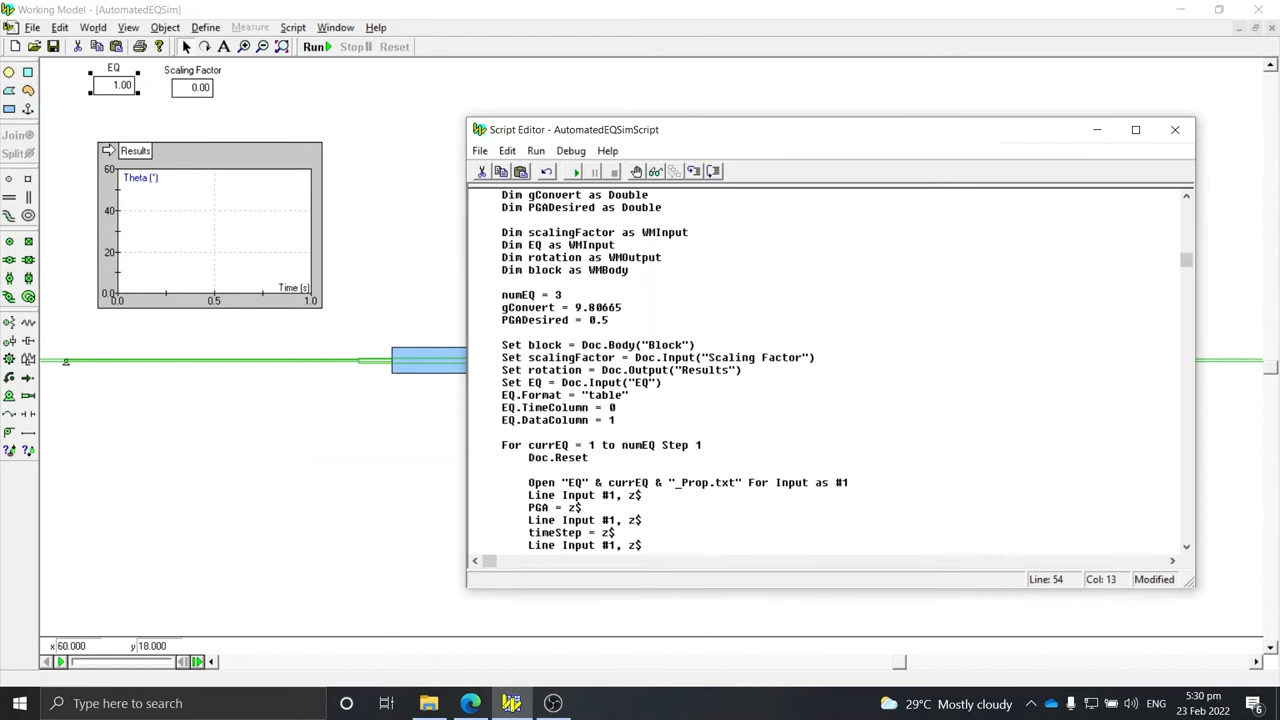 Working Model - [AutomatedEQSim]
File Edit World View Object Define Measure Script Window Help
Run Stop Reset
EQ
1.00
Scaling Factor
0.00
Join
Split
Results
Theta (°)
60
40
20
0.0
0.0 0.5 1.0
Time (s)
Script Editor - AutomatedEQSimScript
File Edit Run Debug Help
Dim gConvert as Double
Dim PGADesired as Double
Dim scalingFactor as WMInput
Dim EQ as WMInput
Dim rotation as WMOutput
Dim block as WMBody
numEQ = 3
gConvert = 9.80665
PGADesired = 0.5
Set block = Doc.Body("Block")
Set scalingFactor = Doc.Input("Scaling Factor")
Set rotation = Doc.Output("Results")
Set EQ = Doc.Input("EQ")
EQ.Format = "table"
EQ.TimeColumn = 0
EQ.DataColumn = 1
For currEQ = 1 to numEQ Step 1
Doc.Reset
Open "EQ" & currEQ & "_Prop.txt" For Input as #1
Line Input #1, z$
PGA = z$
Line Input #1, z$
timeStep = z$
Line Input #1, z$
Line: 54 Col: 13 Modified
x 60.000 y 18.000
Type here to search
29°C Mostly cloudy
ENG
5:30 pm
23 Feb 2022
6